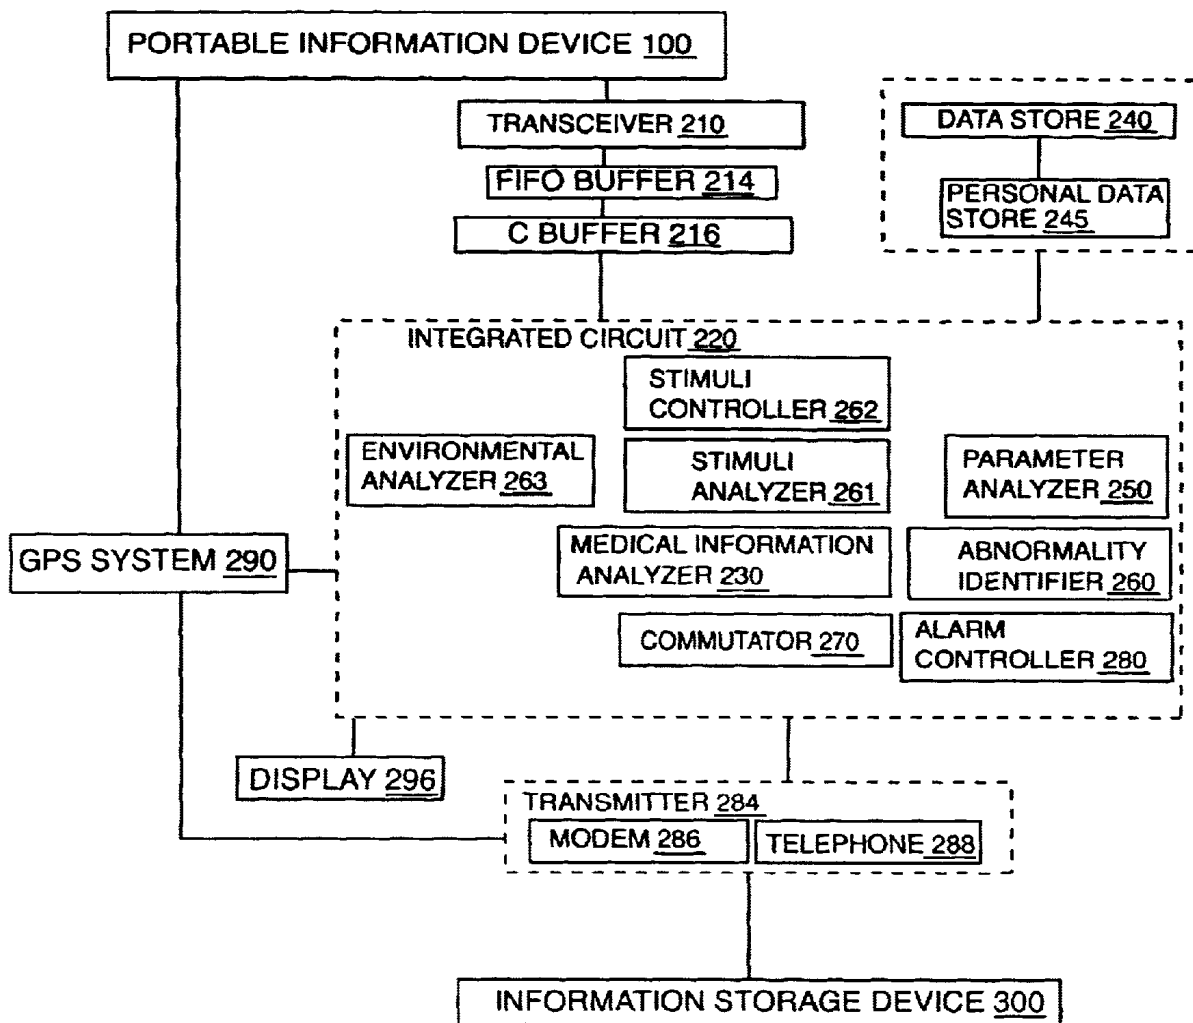 PORTABLE INFORMATION DEVICE 100
TRANSCEIVER 210
DATA STORE 240
FIFO BUFFER 214
PERSONAL DATA
STORE 245
C BUFFER 216
INTEGRATED CIRCUIT 220
STIMULI
CONTROLLER 262
ENVIRONMENTAL
ANALYZER 263
STIMULI
ANALYZER 261
PARAMETER
ANALYZER 250
GPS SYSTEM 290
MEDICAL INFORMATION
ANALYZER 230
ABNORMALITY
IDENTIFIER 260
COMMUTATOR 270
ALARM
CONTROLLER 280
DISPLAY 296
TRANSMITTER 284
MODEM 286
TELEPHONE 288
INFORMATION STORAGE DEVICE 300